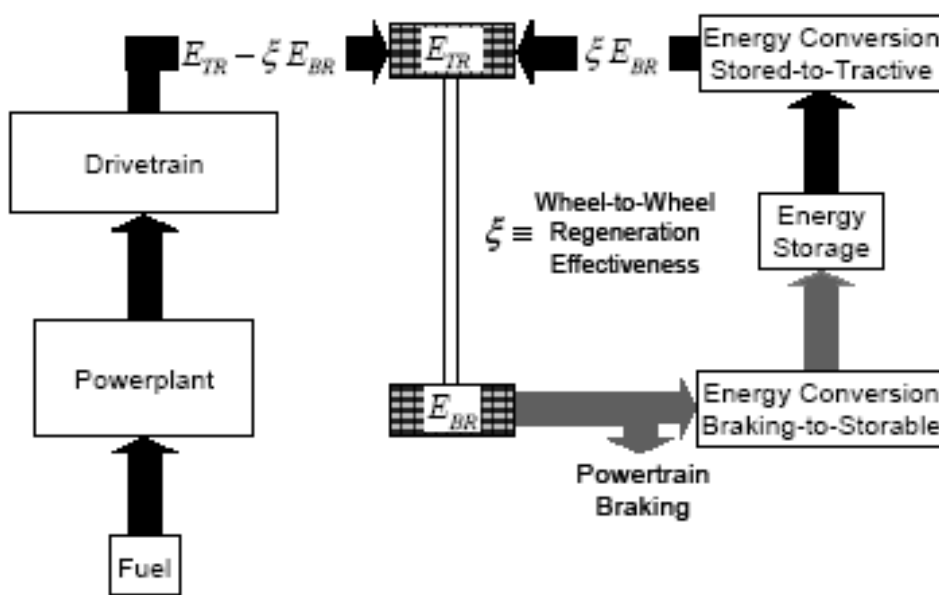 E_TR − ξ E_BR
E_TR
ξ E_BR
Energy Conversion
Stored-to-Tractive
Drivetrain
ξ ≡ Wheel-to-Wheel
Regeneration
Effectiveness
Energy
Storage
Powerplant
E_BR
Energy Conversion
Braking-to-Storable
Powertrain
Braking
Fuel